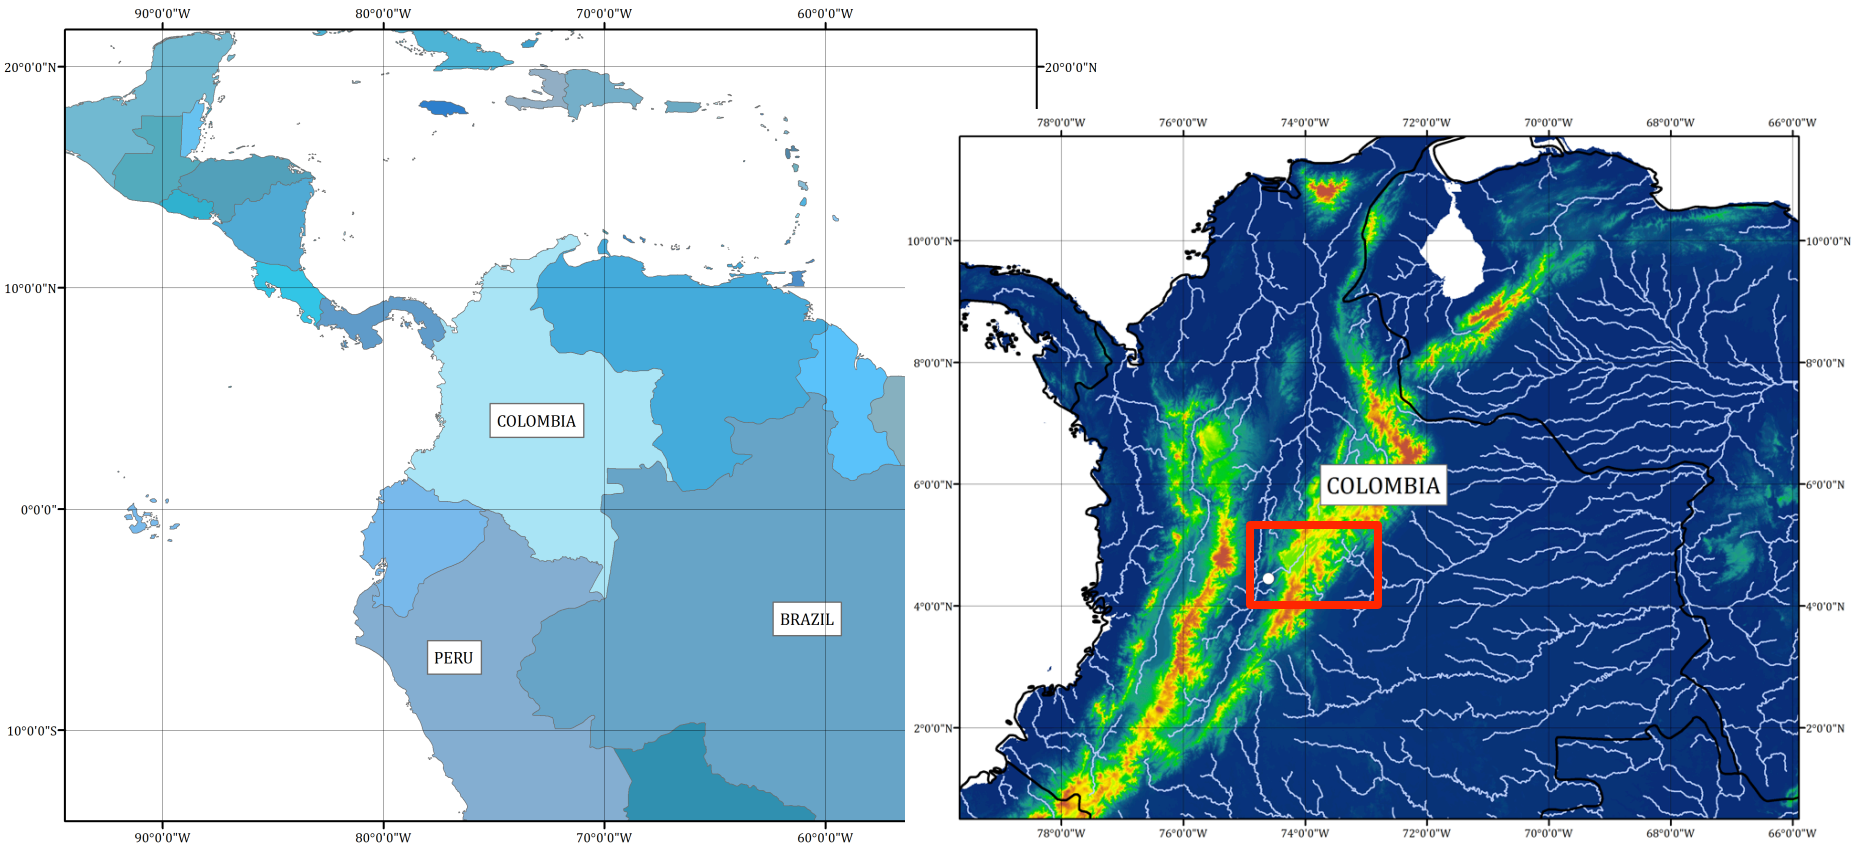 90°0'0"W 80°0'0"W 70°0'0"W 60°0'0"W
20°0'0"N 20°0'0"N
10°0'0"N
0°0'0"
10°0'0"S
COLOMBIA
BRAZIL
PERU
90°0'0"W 80°0'0"W 70°0'0"W 60°0'0"W
78°0'0"W 76°0'0"W 74°0'0"W 72°0'0"W 70°0'0"W 68°0'0"W 66°0'0"W
10°0'0"N 10°0'0"N
8°0'0"N 8°0'0"N
COLOMBIA
6°0'0"N 6°0'0"N
4°0'0"N 4°0'0"N
2°0'0"N 2°0'0"N
78°0'0"W 76°0'0"W 74°0'0"W 72°0'0"W 70°0'0"W 68°0'0"W 66°0'0"W